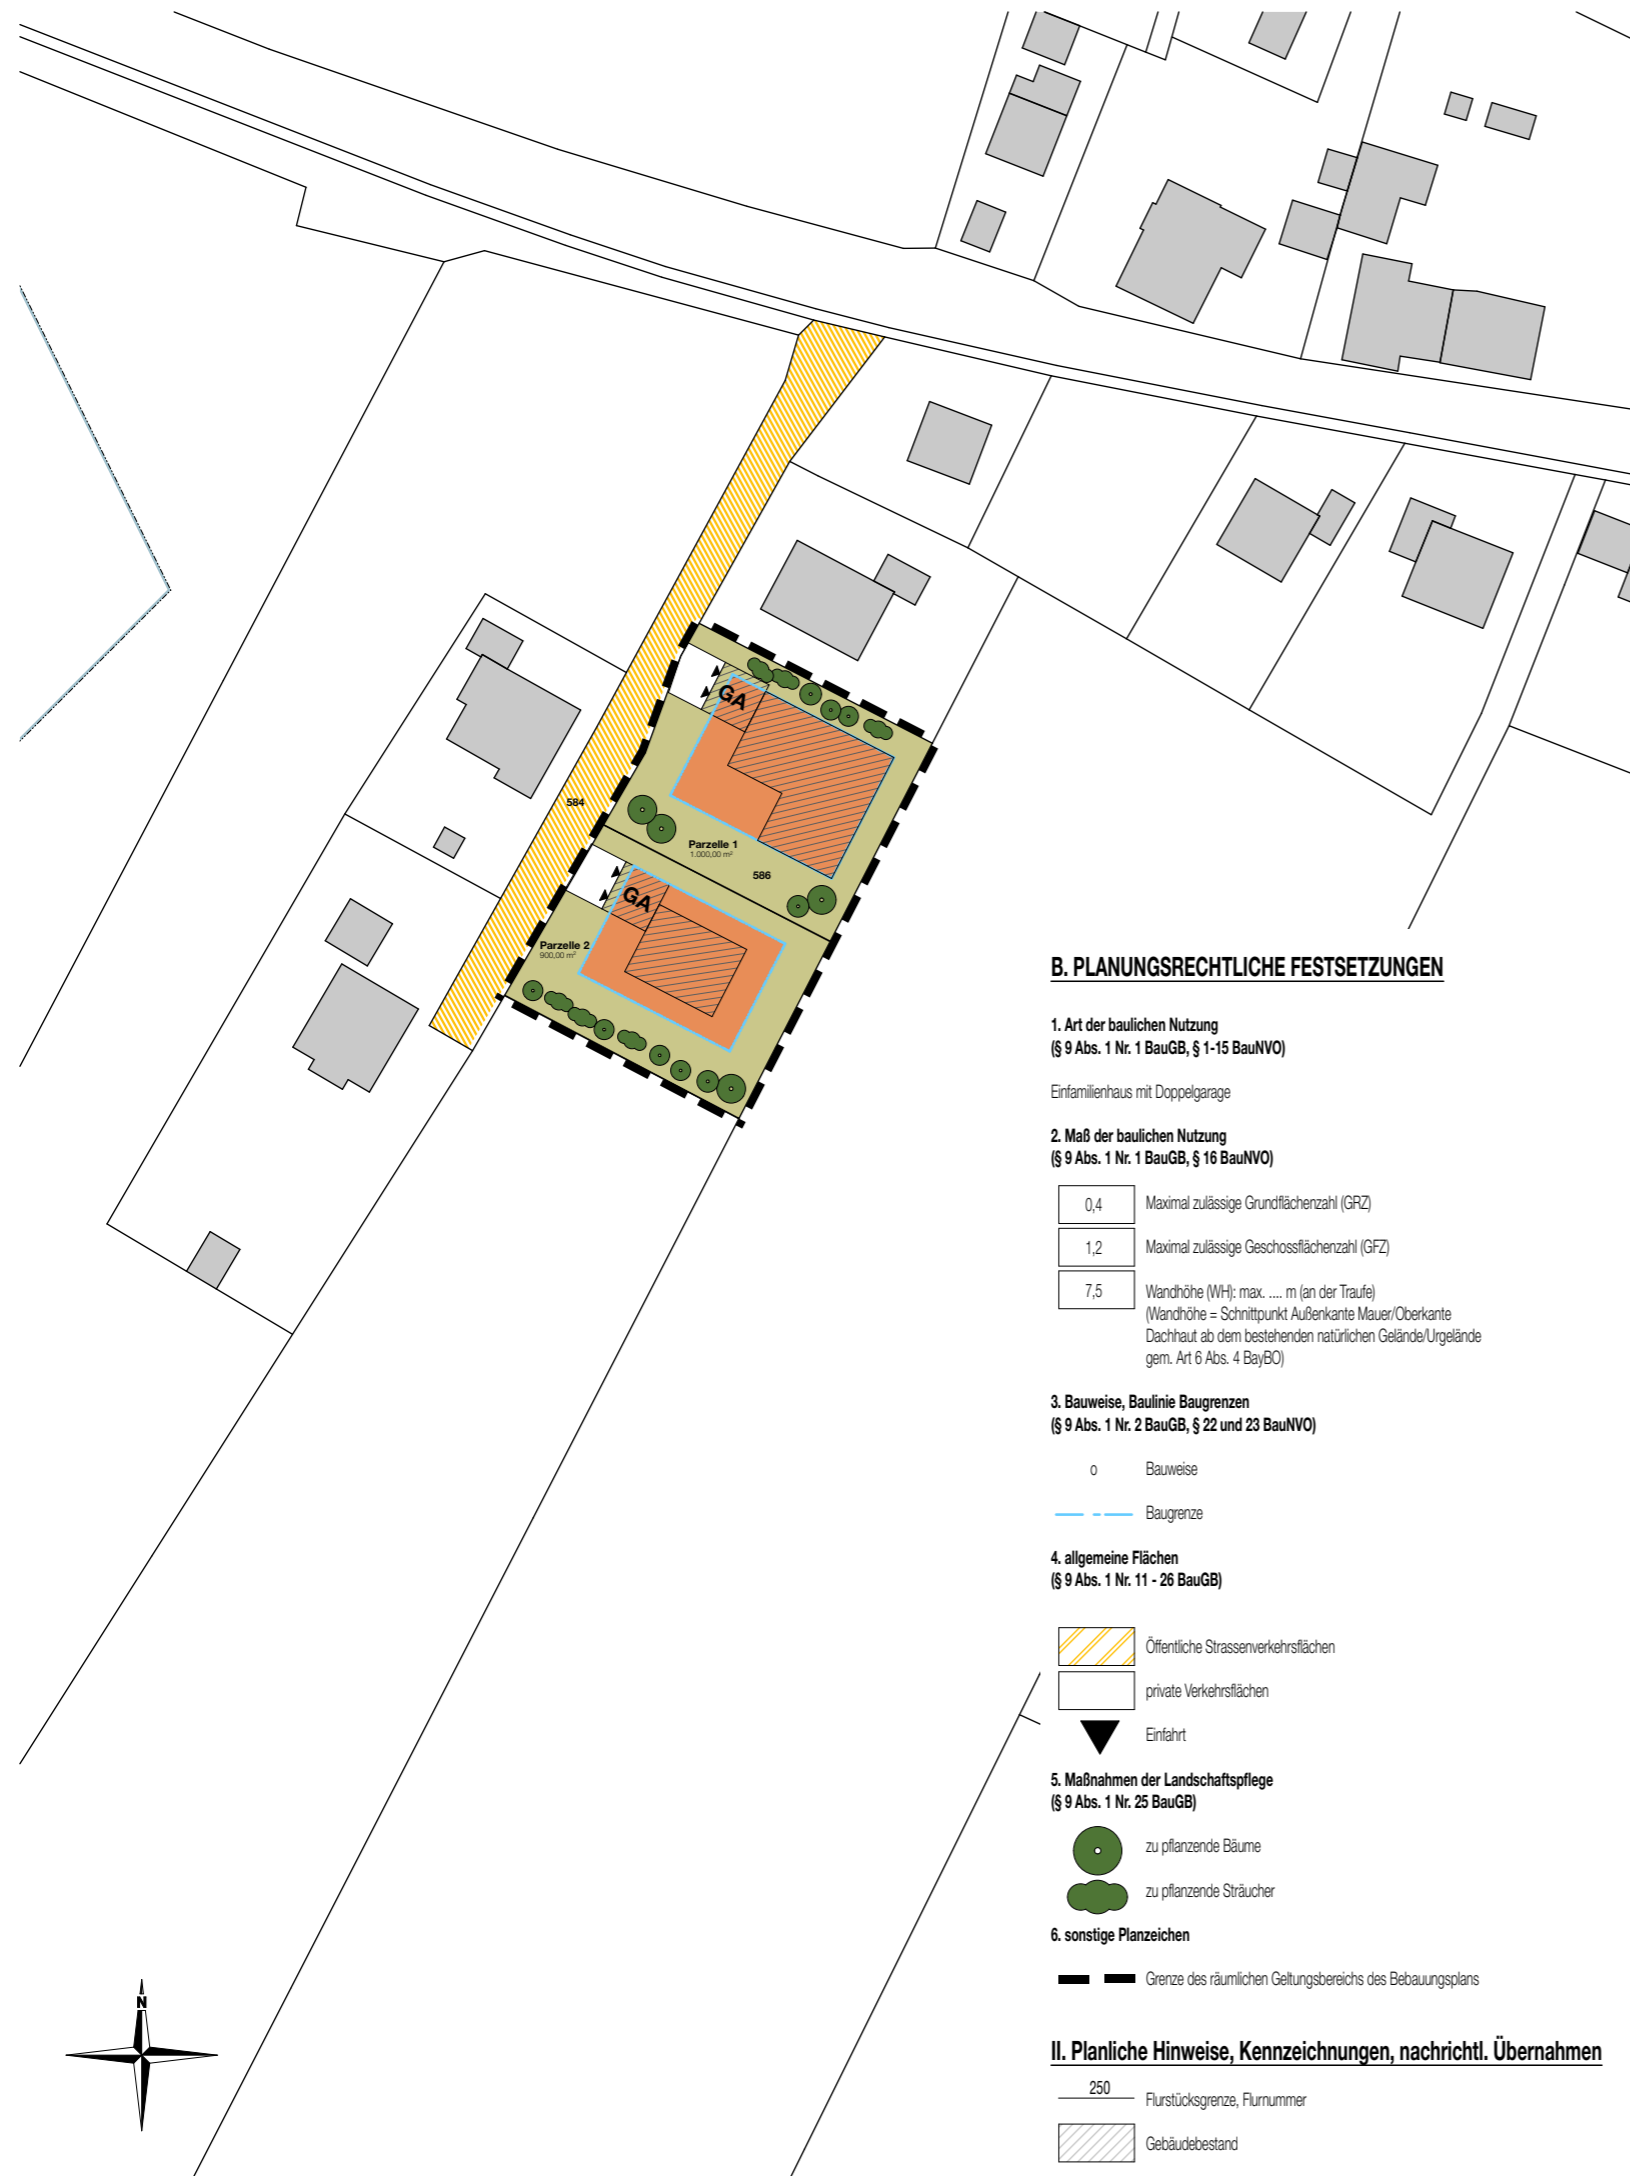 GA
584
Parzelle 1
1.000,00 m²
586
GA
Parzelle 2
900,00 m²
B. PLANUNGSRECHTLICHE FESTSETZUNGEN
1. Art der baulichen Nutzung
(§ 9 Abs. 1 Nr. 1 BauGB, § 1-15 BauNVO)
Einfamilienhaus mit Doppelgarage
2. Maß der baulichen Nutzung
(§ 9 Abs. 1 Nr. 1 BauGB, § 16 BauNVO)
0,4 Maximal zulässige Grundflächenzahl (GRZ)
1,2 Maximal zulässige Geschossflächenzahl (GFZ)
7,5 Wandhöhe (WH): max. .... m (an der Traufe)
(Wandhöhe = Schnittpunkt Außenkante Mauer/Oberkante
Dachhaut ab dem bestehenden natürlichen Gelände/Urgelände
gem. Art 6 Abs. 4 BayBO)
3. Bauweise, Baulinie Baugrenzen
(§ 9 Abs. 1 Nr. 2 BauGB, § 22 und 23 BauNVO)
o Bauweise
Baugrenze
4. allgemeine Flächen
(§ 9 Abs. 1 Nr. 11 - 26 BauGB)
Öffentliche Strassenverkehrsflächen
private Verkehrsflächen
Einfahrt
5. Maßnahmen der Landschaftspflege
(§ 9 Abs. 1 Nr. 25 BauGB)
zu pflanzende Bäume
zu pflanzende Sträucher
6. sonstige Planzeichen
Grenze des räumlichen Geltungsbereichs des Bebauungsplans
N
II. Planliche Hinweise, Kennzeichnungen, nachrichtl. Übernahmen
250 Flurstücksgrenze, Flurnummer
Gebäudebestand